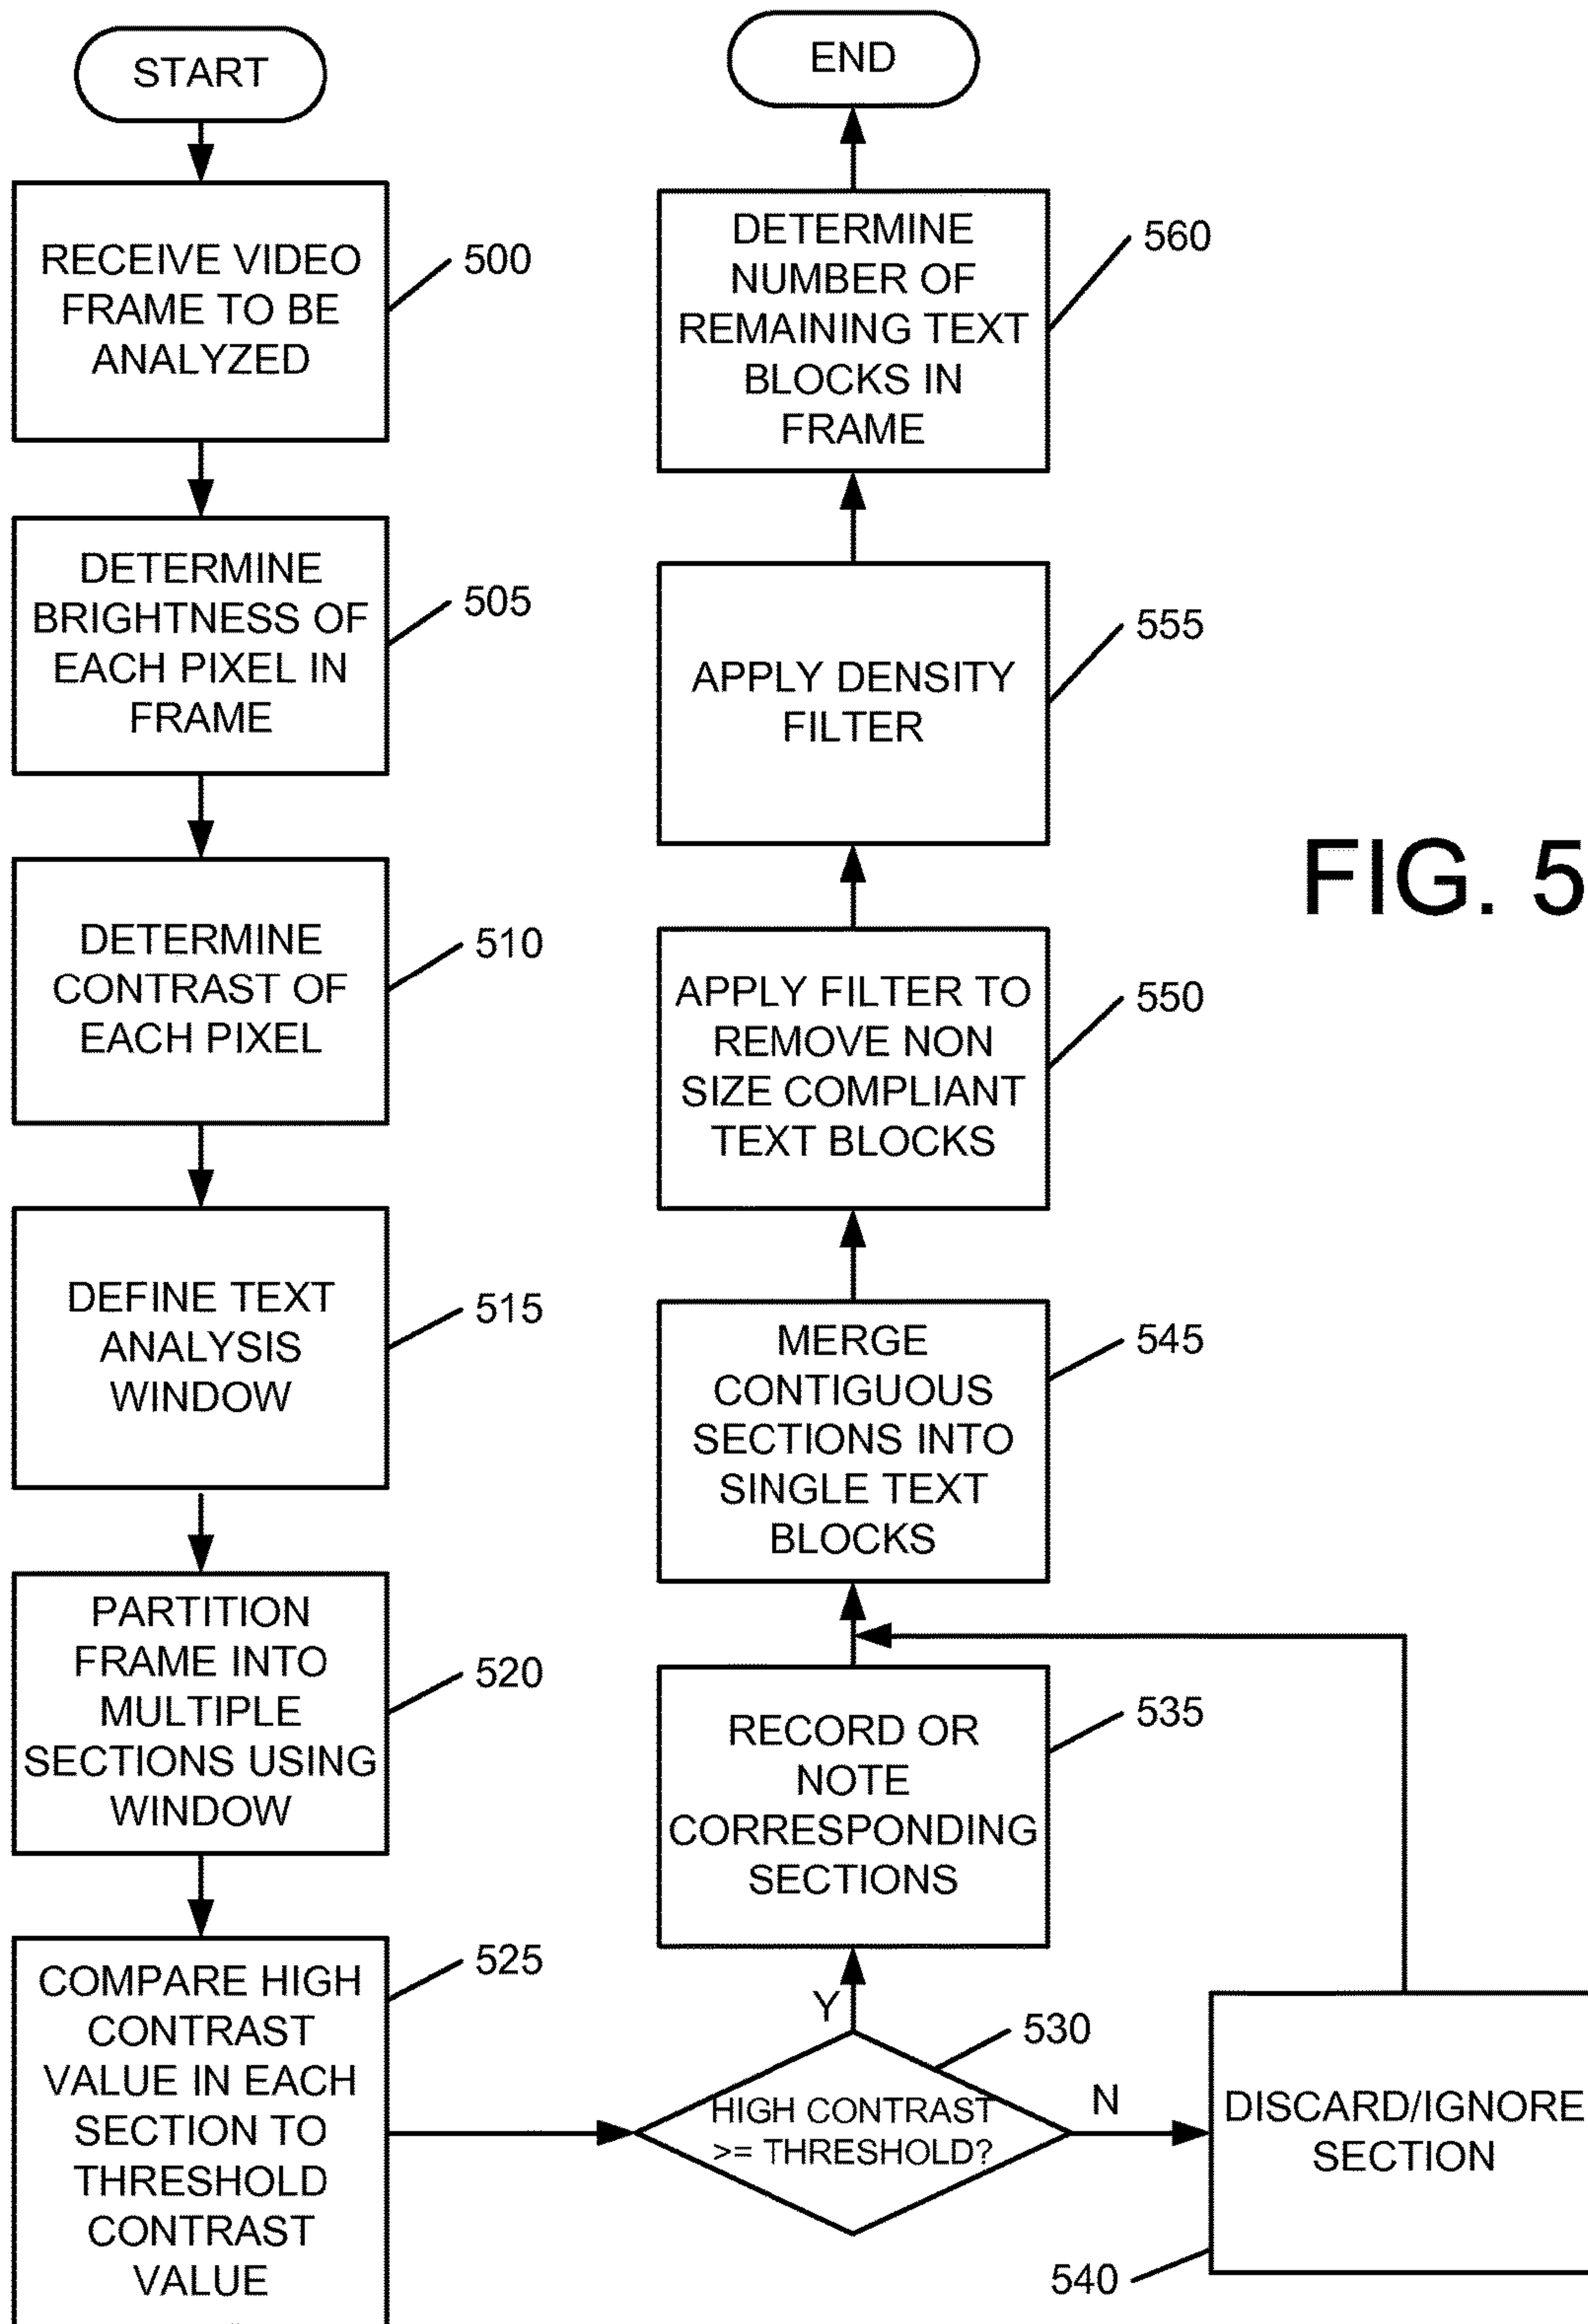 START
RECEIVE VIDEO
FRAME TO BE
ANALYZED
500
DETERMINE
BRIGHTNESS OF
EACH PIXEL IN
FRAME
505
DETERMINE
CONTRAST OF
EACH PIXEL
510
DEFINE TEXT
ANALYSIS
WINDOW
515
PARTITION
FRAME INTO
MULTIPLE
SECTIONS USING
WINDOW
520
COMPARE HIGH
CONTRAST
VALUE IN EACH
SECTION TO
THRESHOLD
CONTRAST
VALUE
525
HIGH CONTRAST
>= THRESHOLD?
530
Y
N
RECORD OR
NOTE
CORRESPONDING
SECTIONS
535
DISCARD/IGNORE
SECTION
540
MERGE
CONTIGUOUS
SECTIONS INTO
SINGLE TEXT
BLOCKS
545
APPLY FILTER TO
REMOVE NON
SIZE COMPLIANT
TEXT BLOCKS
550
APPLY DENSITY
FILTER
555
DETERMINE
NUMBER OF
REMAINING TEXT
BLOCKS IN
FRAME
560
END
FIG. 5